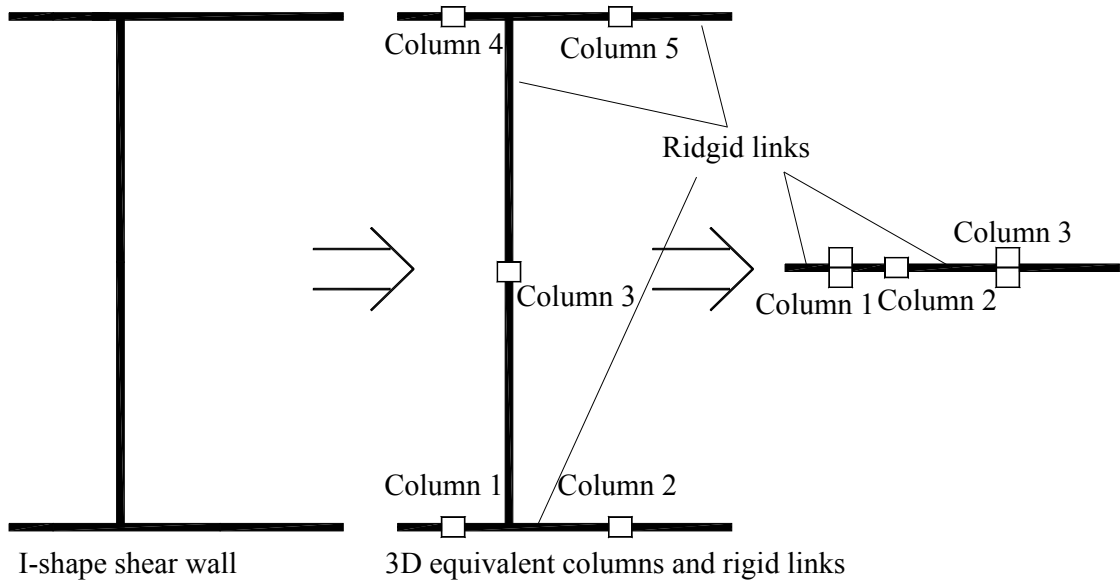 Column 4
Column 5
Ridgid links
Column 3
Column 3
Column 1
Column 2
Column 1
Column 2
I-shape shear wall
3D equivalent columns and rigid links